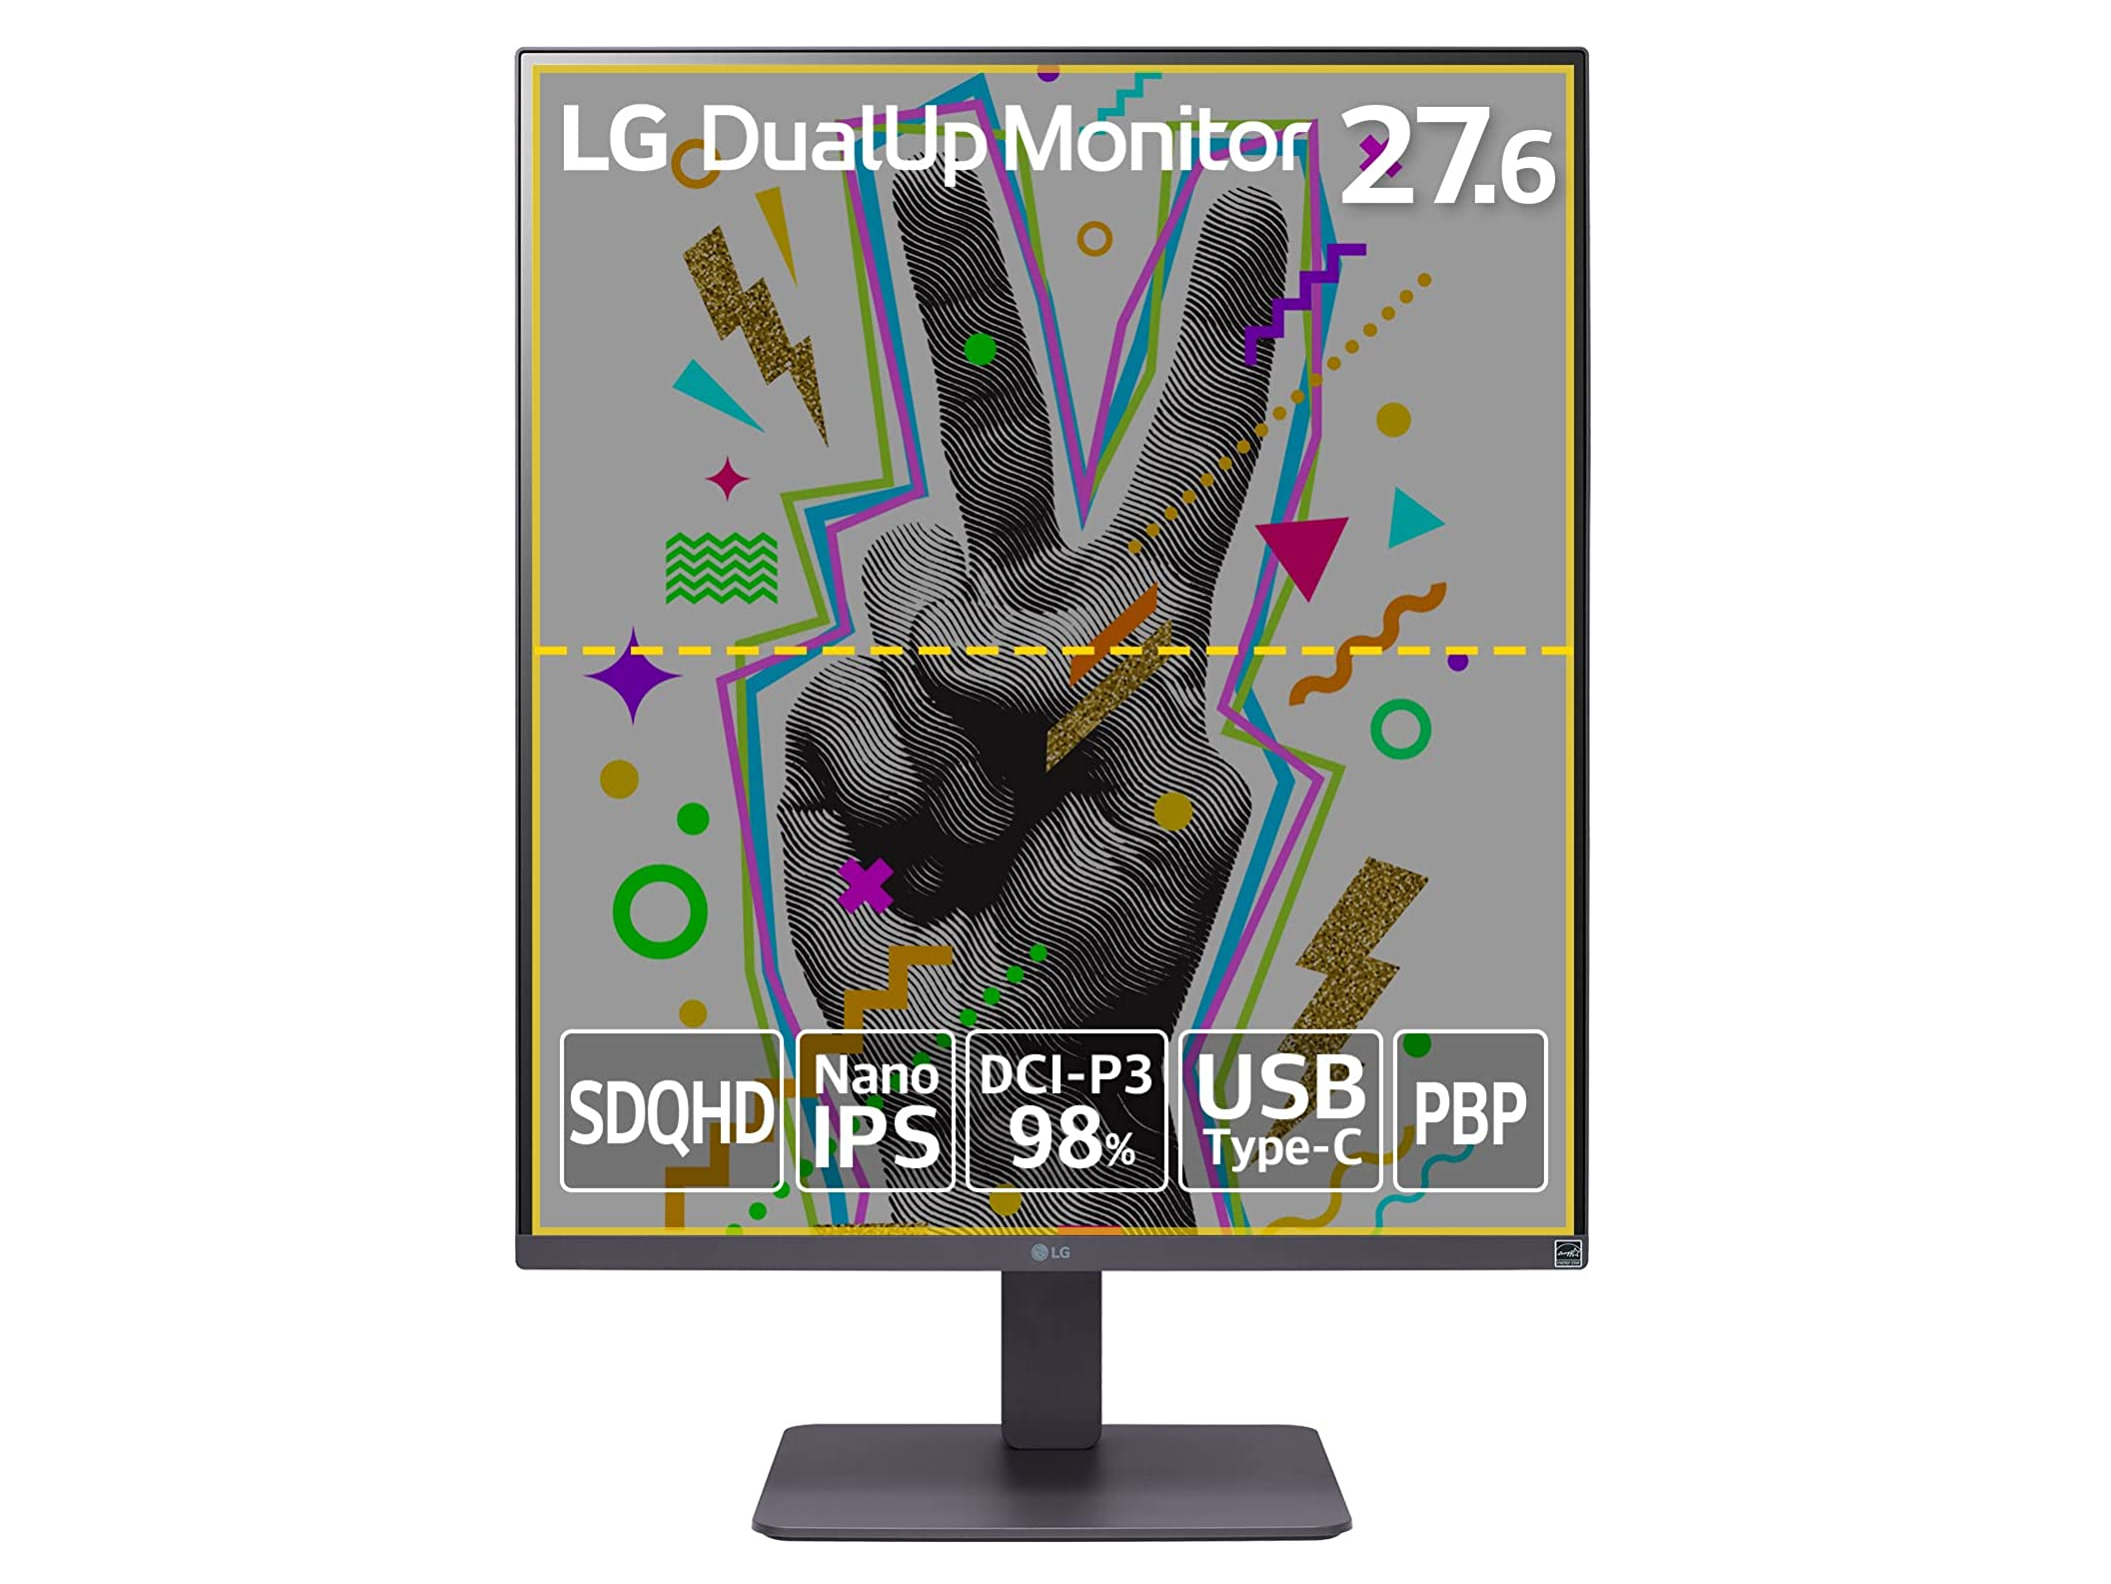 LG DualUp Monitor 27.6
SDQHD
Nano
IPS
DCI-P3
98%
USB
Type-C
PBP
LG